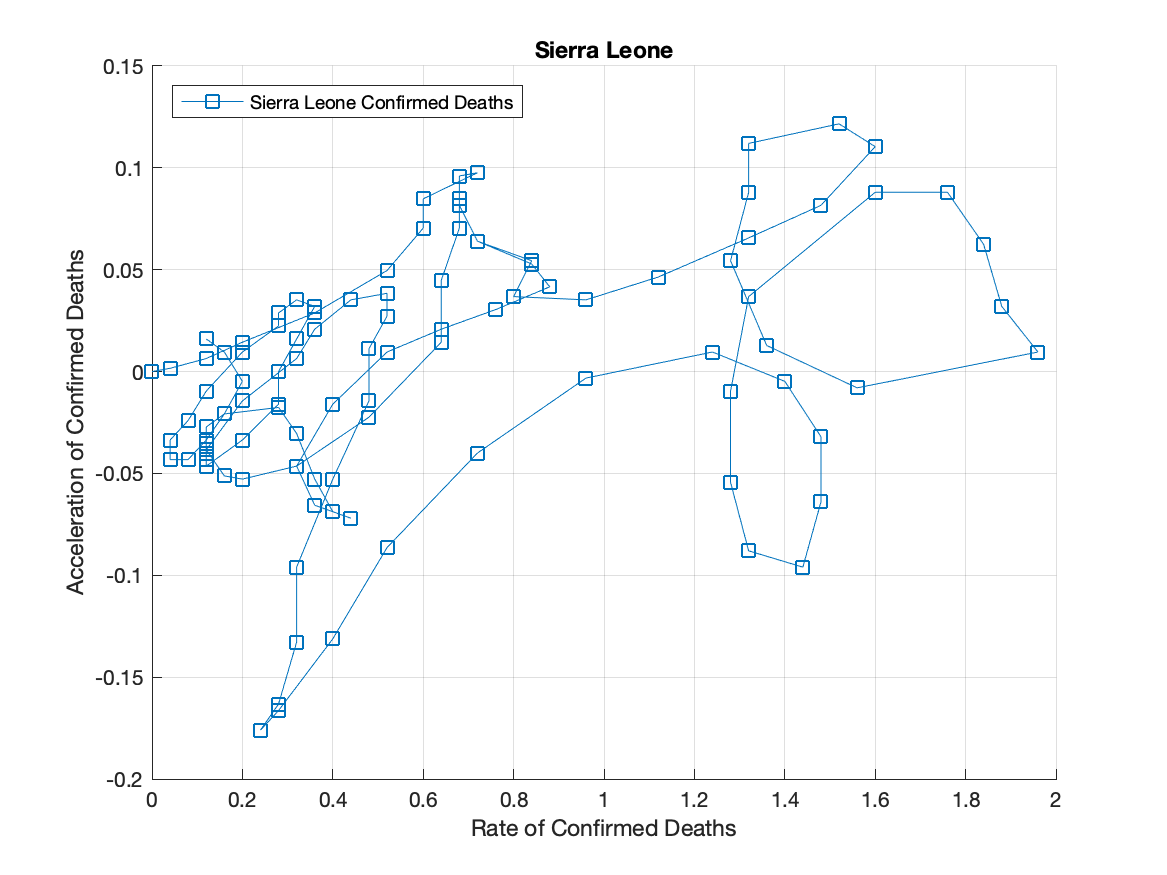 Sierra Leone
0.15
Sierra Leone Confirmed Deaths
0.1
0.05
0
-0.05
-0.1
-0.15
-0.2
Acceleration of Confirmed Deaths
0 0.2 0.4 0.6 0.8 1 1.2 1.4 1.6 1.8 2
Rate of Confirmed Deaths